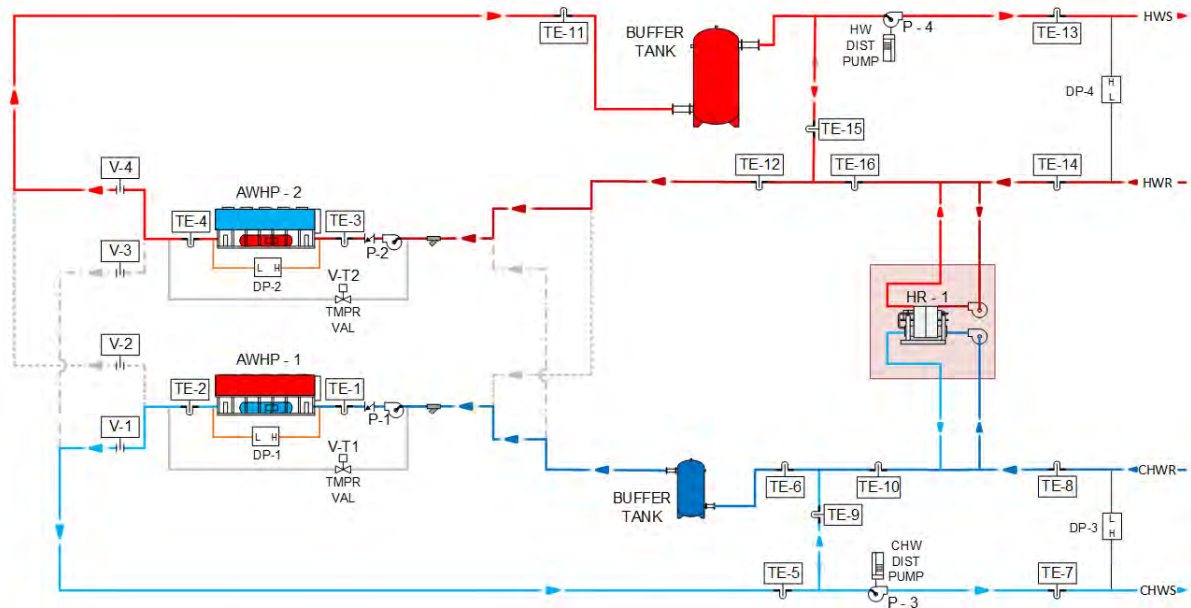 TE-11
BUFFER
TANK
HW
DIST
PUMP
P - 4
TE-13
HWS
H
L
DP-4
TE-15
TE-12
TE-16
TE-14
HWR
V-4
AWHP - 2
TE-4
TE-3
P-2
V-3
L H
DP-2
V-T2
TMPR
VAL
HR - 1
V-2
AWHP - 1
TE-2
TE-1
P-1
V-1
L H
DP-1
V-T1
TMPR
VAL
BUFFER
TANK
TE-6
TE-10
TE-8
CHWR
TE-9
L
H
DP-3
CHW
DIST
PUMP
TE-5
P - 3
TE-7
CHWS